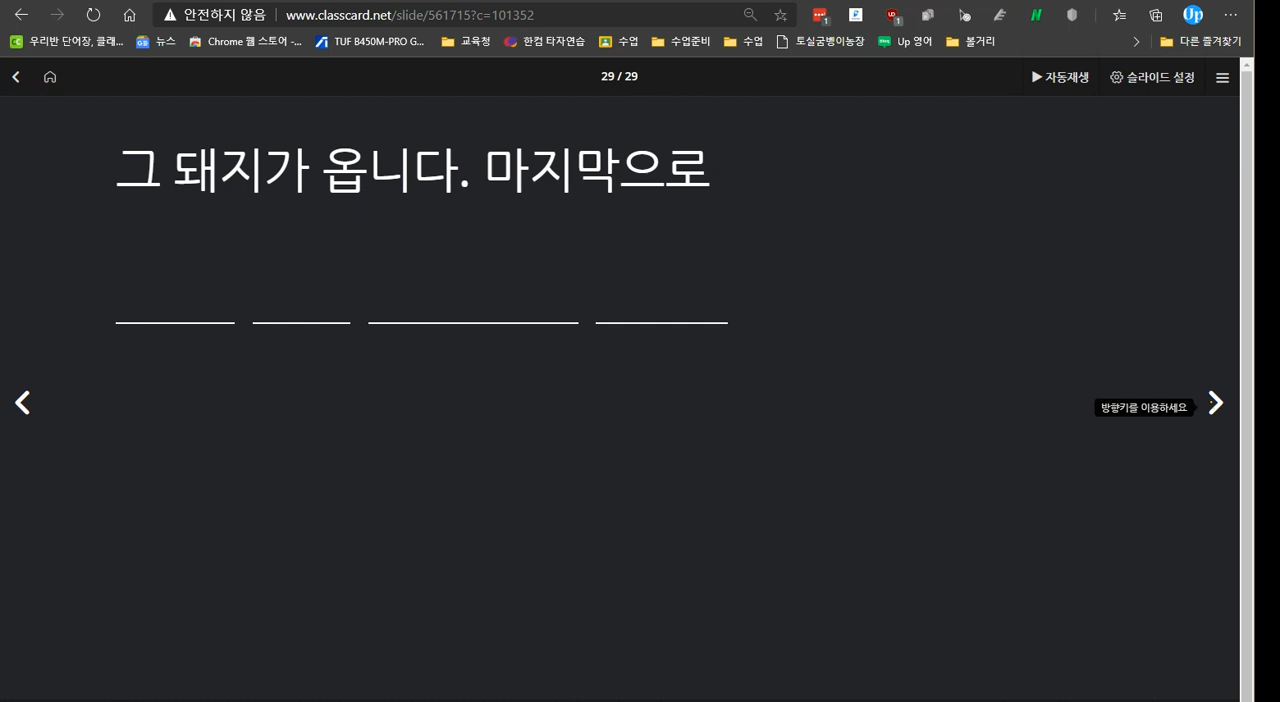 안전하지 않음 www.classcard.net/slide/561715?c=101352
우리반 단어장, 클래... 뉴스 Chrome 웹 스토어 -... TUF B450M-PRO G... 교육청 한컴 타자연습 수업 수업준비 수업 토실굼벵이농장 Up 영어 볼거리 다른 즐겨찾기
29 / 29 자동재생 슬라이드 설정
그 돼지가 옵니다. 마지막으로
방향키를 이용하세요